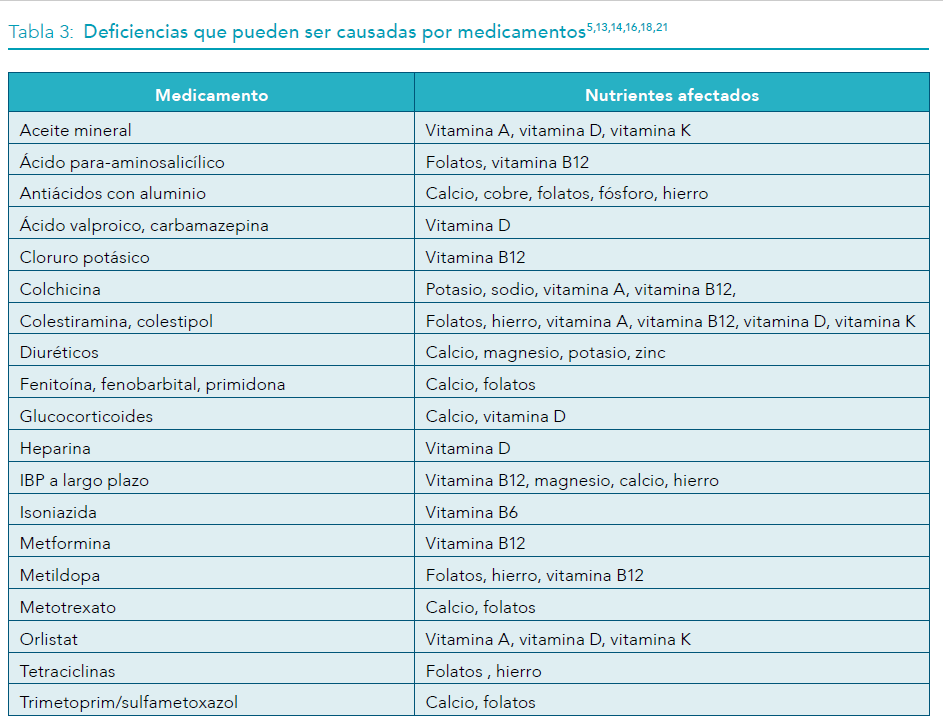 Tabla 3: Deficiencias que pueden ser causadas por medicamentos5,13,14,16,18,21
Medicamento Nutrientes afectados
Aceite mineral Vitamina A, vitamina D, vitamina K
Ácido para-aminosalicílico Folatos, vitamina B12
Antiácidos con aluminio Calcio, cobre, folatos, fósforo, hierro
Ácido valproico, carbamazepina Vitamina D
Cloruro potásico Vitamina B12
Colchicina Potasio, sodio, vitamina A, vitamina B12,
Colestiramina, colestipol Folatos, hierro, vitamina A, vitamina B12, vitamina D, vitamina K
Diuréticos Calcio, magnesio, potasio, zinc
Fenitoína, fenobarbital, primidona Calcio, folatos
Glucocorticoides Calcio, vitamina D
Heparina Vitamina D
IBP a largo plazo Vitamina B12, magnesio, calcio, hierro
Isoniazida Vitamina B6
Metformina Vitamina B12
Metildopa Folatos, hierro, vitamina B12
Metotrexato Calcio, folatos
Orlistat Vitamina A, vitamina D, vitamina K
Tetraciclinas Folatos , hierro
Trimetoprim/sulfametoxazol Calcio, folatos